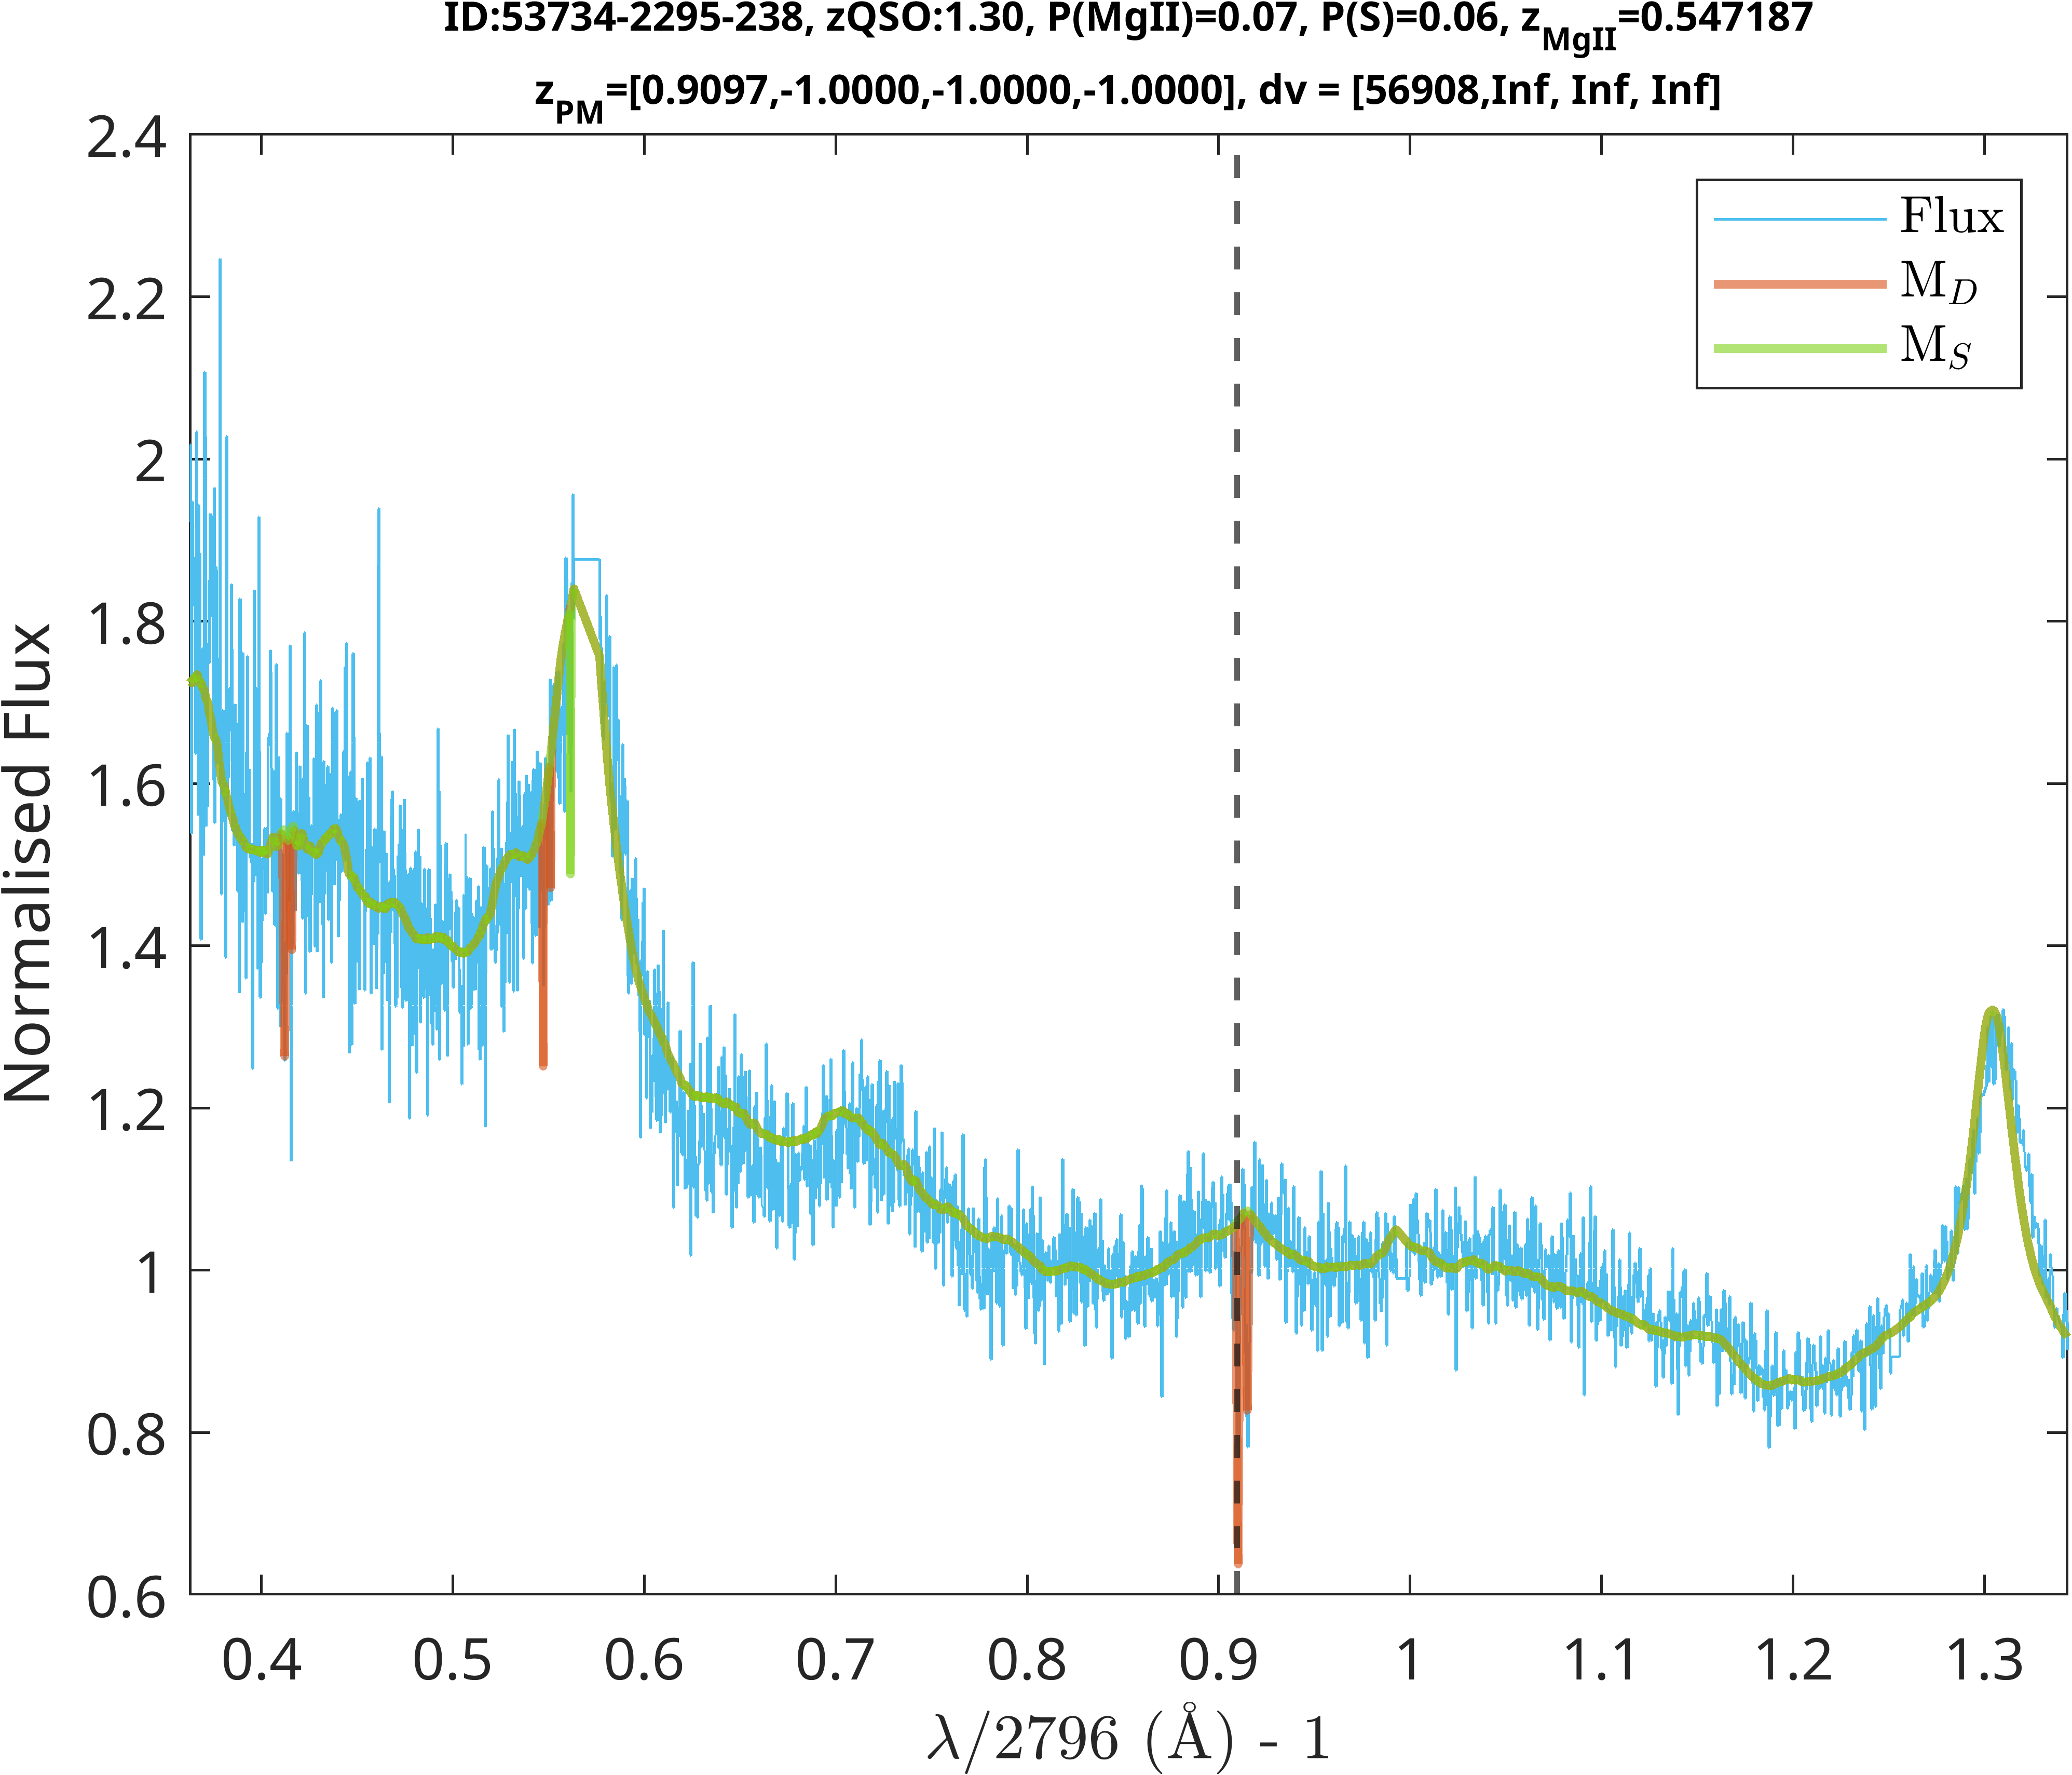 ID:53734-2295-238, zQSO:1.30, P(MgII)=0.07, P(S)=0.06, zMgII=0.547187
zPM=[0.9097,-1.0000,-1.0000,-1.0000], dv = [56908,Inf, Inf, Inf]
2.4
2.2
2
1.8
1.6
1.4
1.2
1
0.8
0.6
Normalised Flux
Flux
MD
MS
0.4 0.5 0.6 0.7 0.8 0.9 1 1.1 1.2 1.3
λ/2796 (Å) - 1